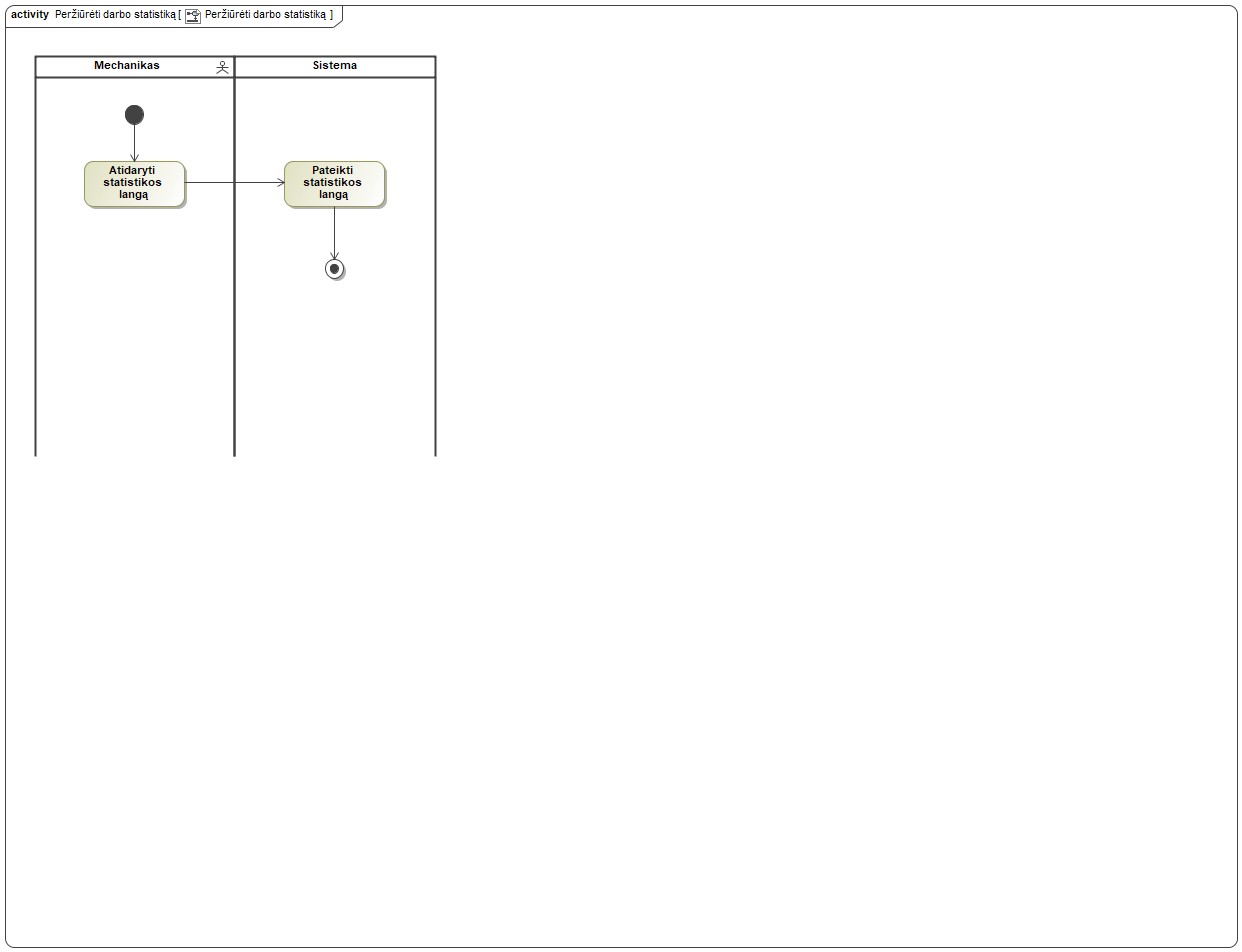 activity Peržiūrėti darbo statistiką [ Peržiūrėti darbo statistiką ]
Mechanikas
Sistema
Atidaryti
statistikos
langą
Pateikti
statistikos
langą